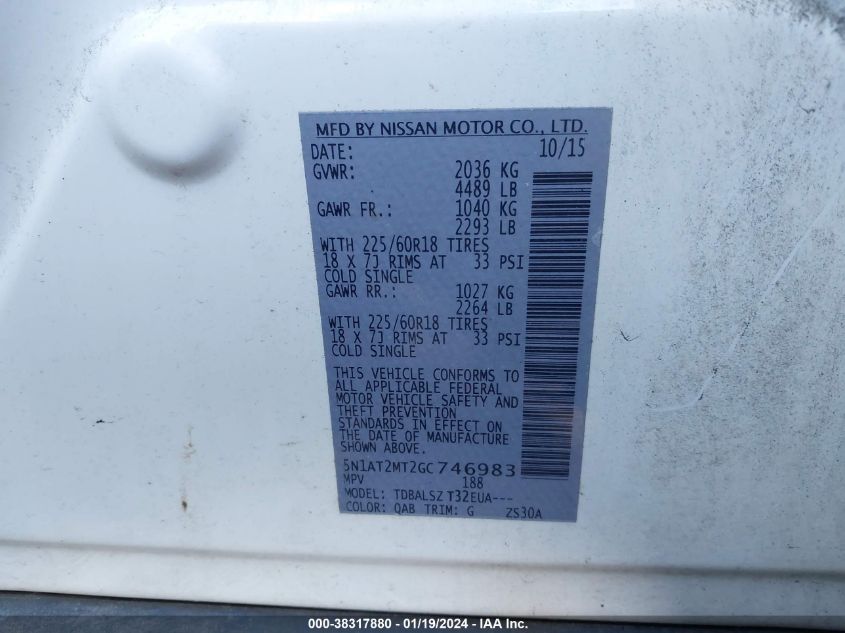 MFD BY NISSAN MOTOR CO., LTD.
DATE: 10/15
GVWR: 2036 KG
4489 LB
GAWR FR.: 1040 KG
2293 LB
WITH 225/60R18 TIRES
18 X 7J RIMS AT 33 PSI
COLD SINGLE
GAWR RR.: 1027 KG
2264 LB
WITH 225/60R18 TIRES
18 X 7J RIMS AT 33 PSI
COLD SINGLE
THIS VEHICLE CONFORMS TO
ALL APPLICABLE FEDERAL
MOTOR VEHICLE SAFETY AND
THEFT PREVENTION
STANDARDS IN EFFECT ON
THE DATE OF MANUFACTURE
SHOWN ABOVE.
5N1AT2MT2GC746983
MPV 188
MODEL: TDBALSZ T32EUA---
COLOR: QAB TRIM: G ZS30A
000-38317880 - 01/19/2024 - IAA Inc.